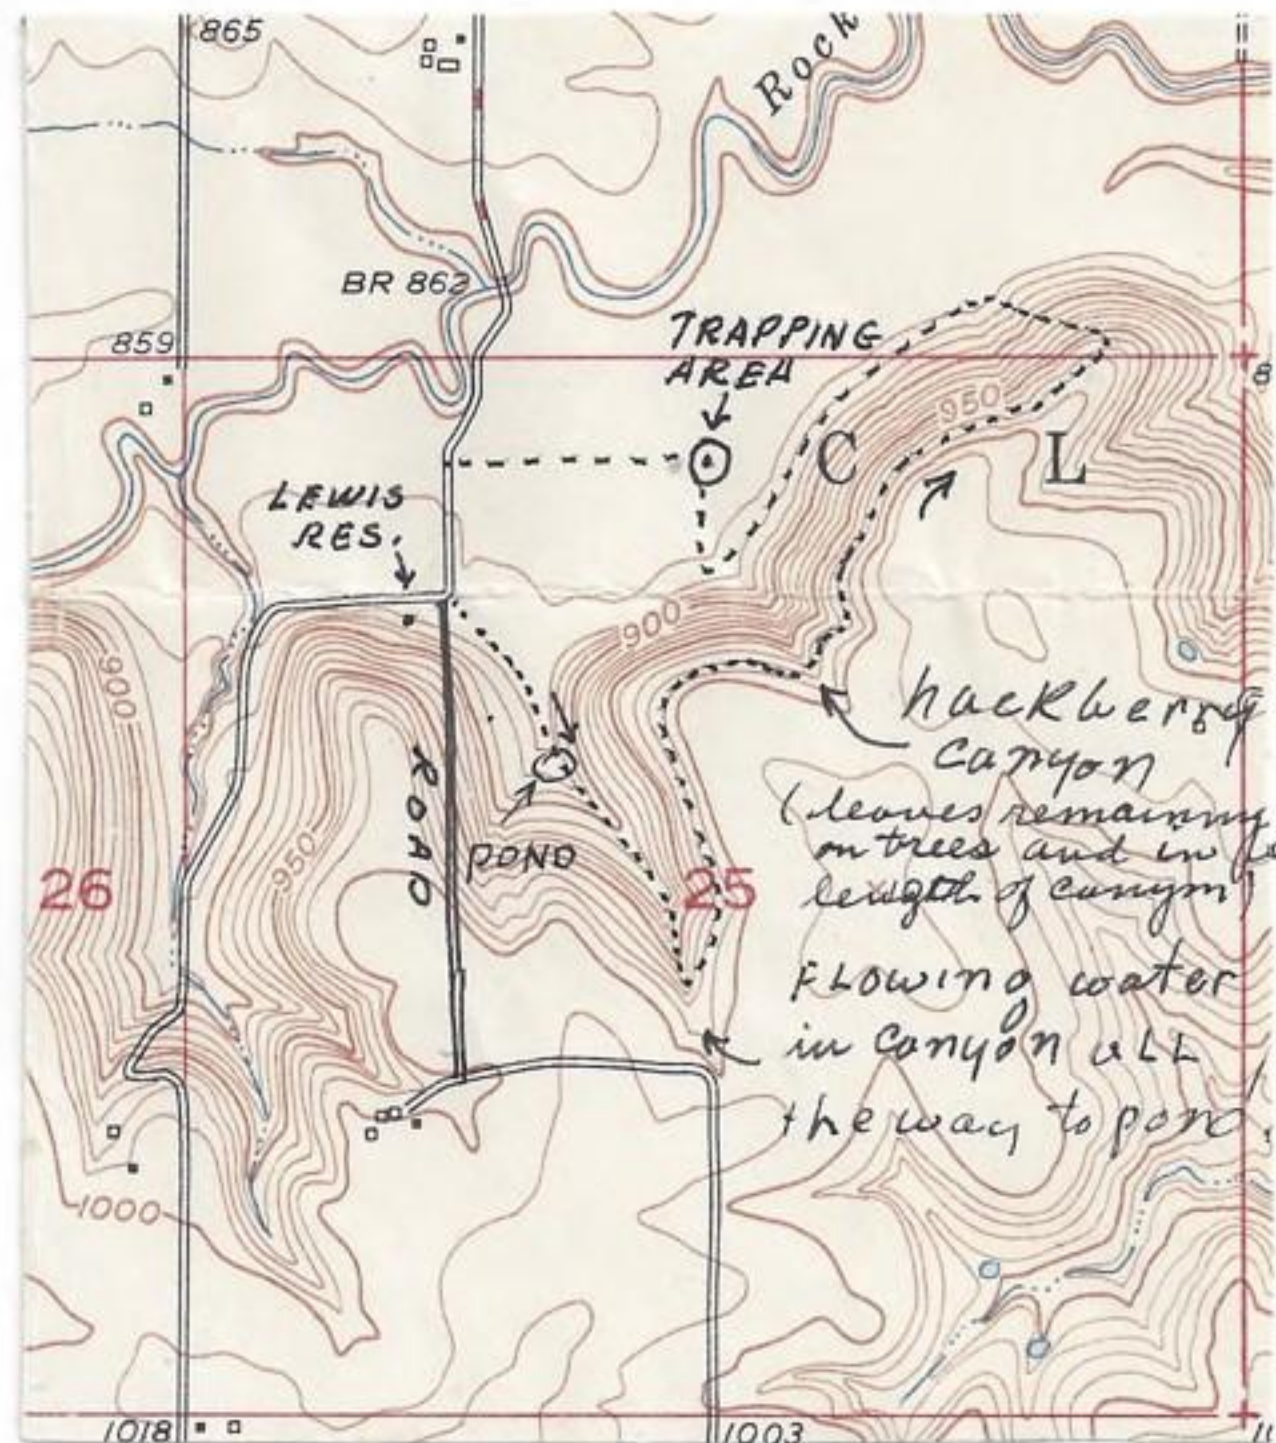 865
Rock
BR 862
859
TRAPPING
AREA
8
950
C L
LEWIS
RES.
900
900
hackberry
canyon
(leaves remaining
on trees and in
length of canyon)
ROAD
POND
950
26
25
FLOWING water
in canyon ALL
the way to pond.
1000
1018
1003